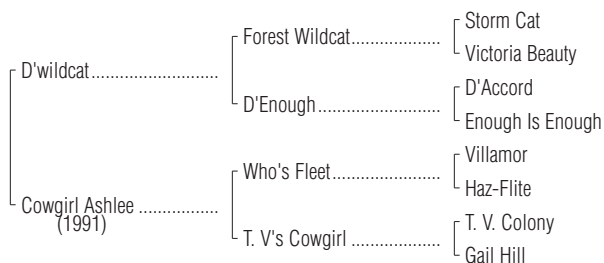 Storm Cat
Forest Wildcat
Victoria Beauty
D'wildcat
D'Accord
D'Enough
Enough Is Enough
Villamor
Who's Fleet
Haz-Flite
Cowgirl Ashlee
(1991)
T. V. Colony
T. V's Cowgirl
Gail Hill